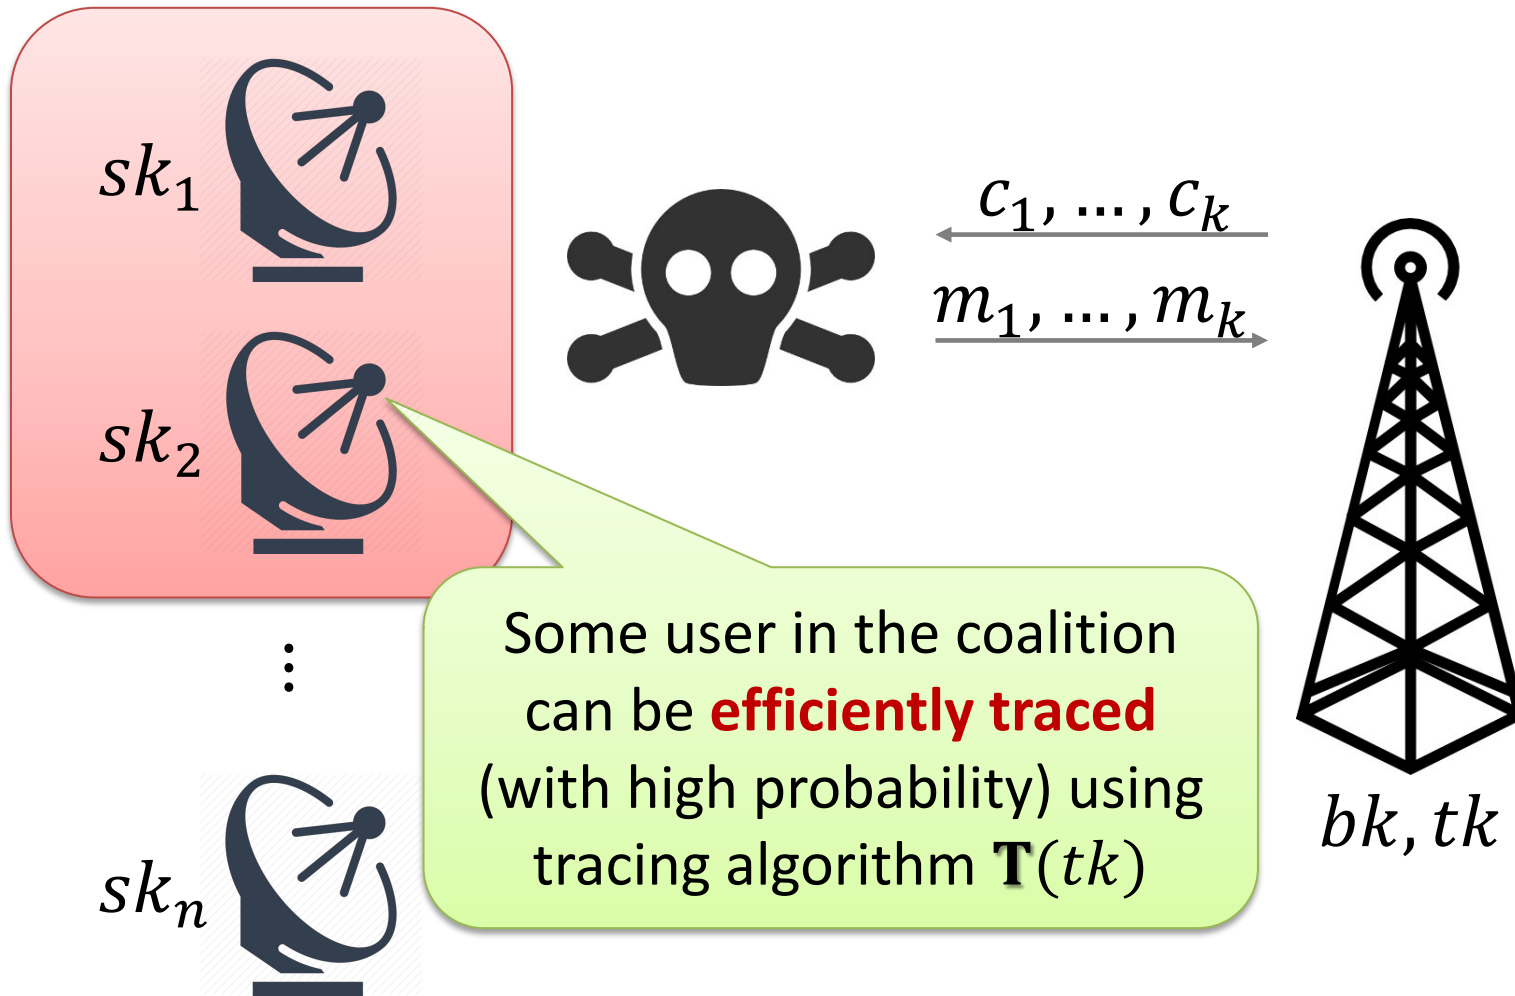 sk₁
c₁, … , cₖ
m₁, … , mₖ
sk₂
Some user in the coalition
can be efficiently traced
(with high probability) using
tracing algorithm T(tk)
⋮
bk, tk
skₙ